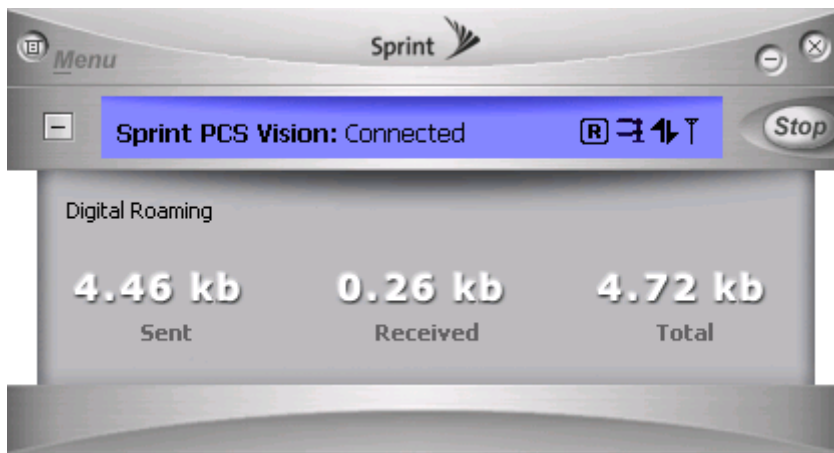 Sprint
Menu
Sprint PCS Vision: Connected R
Stop
Digital Roaming
4.46 kb 0.26 kb 4.72 kb
Sent Received Total